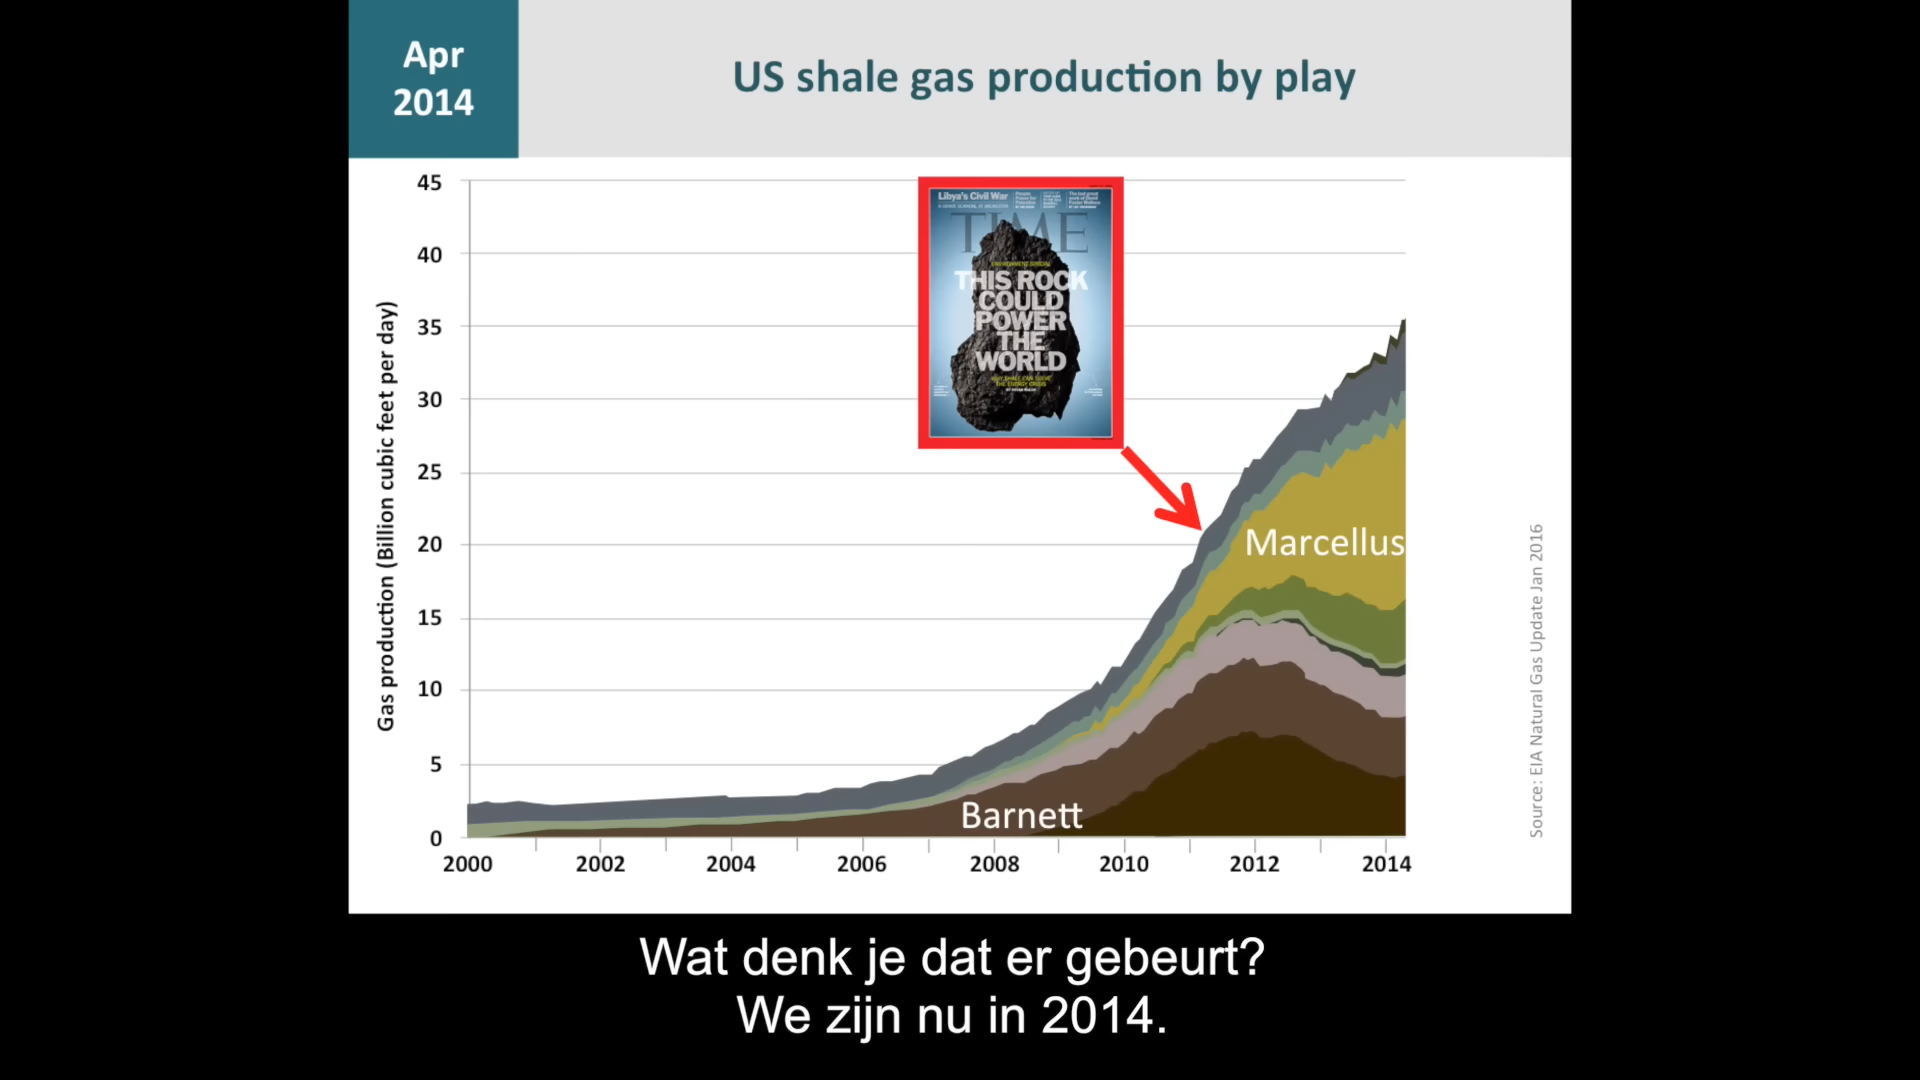 Apr
2014
US shale gas production by play
45
40
35
30
25
20
15
10
5
0
Gas production (Billion cubic feet per day)
Libya's Civil War
TIME
THIS ROCK
COULD
POWER
THE
WORLD
Marcellus
Barnett
2000 2002 2004 2006 2008 2010 2012 2014
Source: EIA Natural Gas Update Jan 2016
Wat denk je dat er gebeurt?
We zijn nu in 2014.